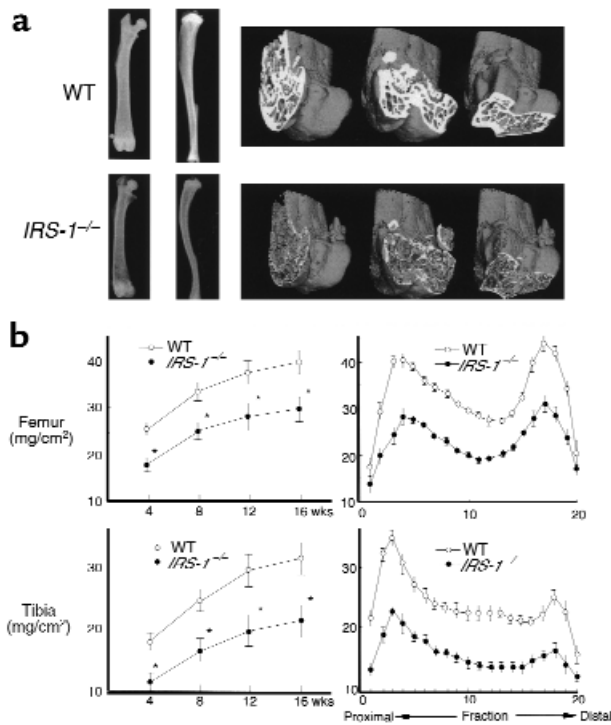 a
WT
IRS-1−/−
b
WT
IRS-1−/−
40
30
20
10
Femur
(mg/cm2)
4 8 12 16 wks
WT
IRS-1−/−
40
30
20
10
0 20
WT
IRS-1−/−
30
20
10
Tibia
(mg/cm2)
4 8 12 16 wks
WT
IRS-1 /
30
20
10
0 20
Proximal Fraction Distal